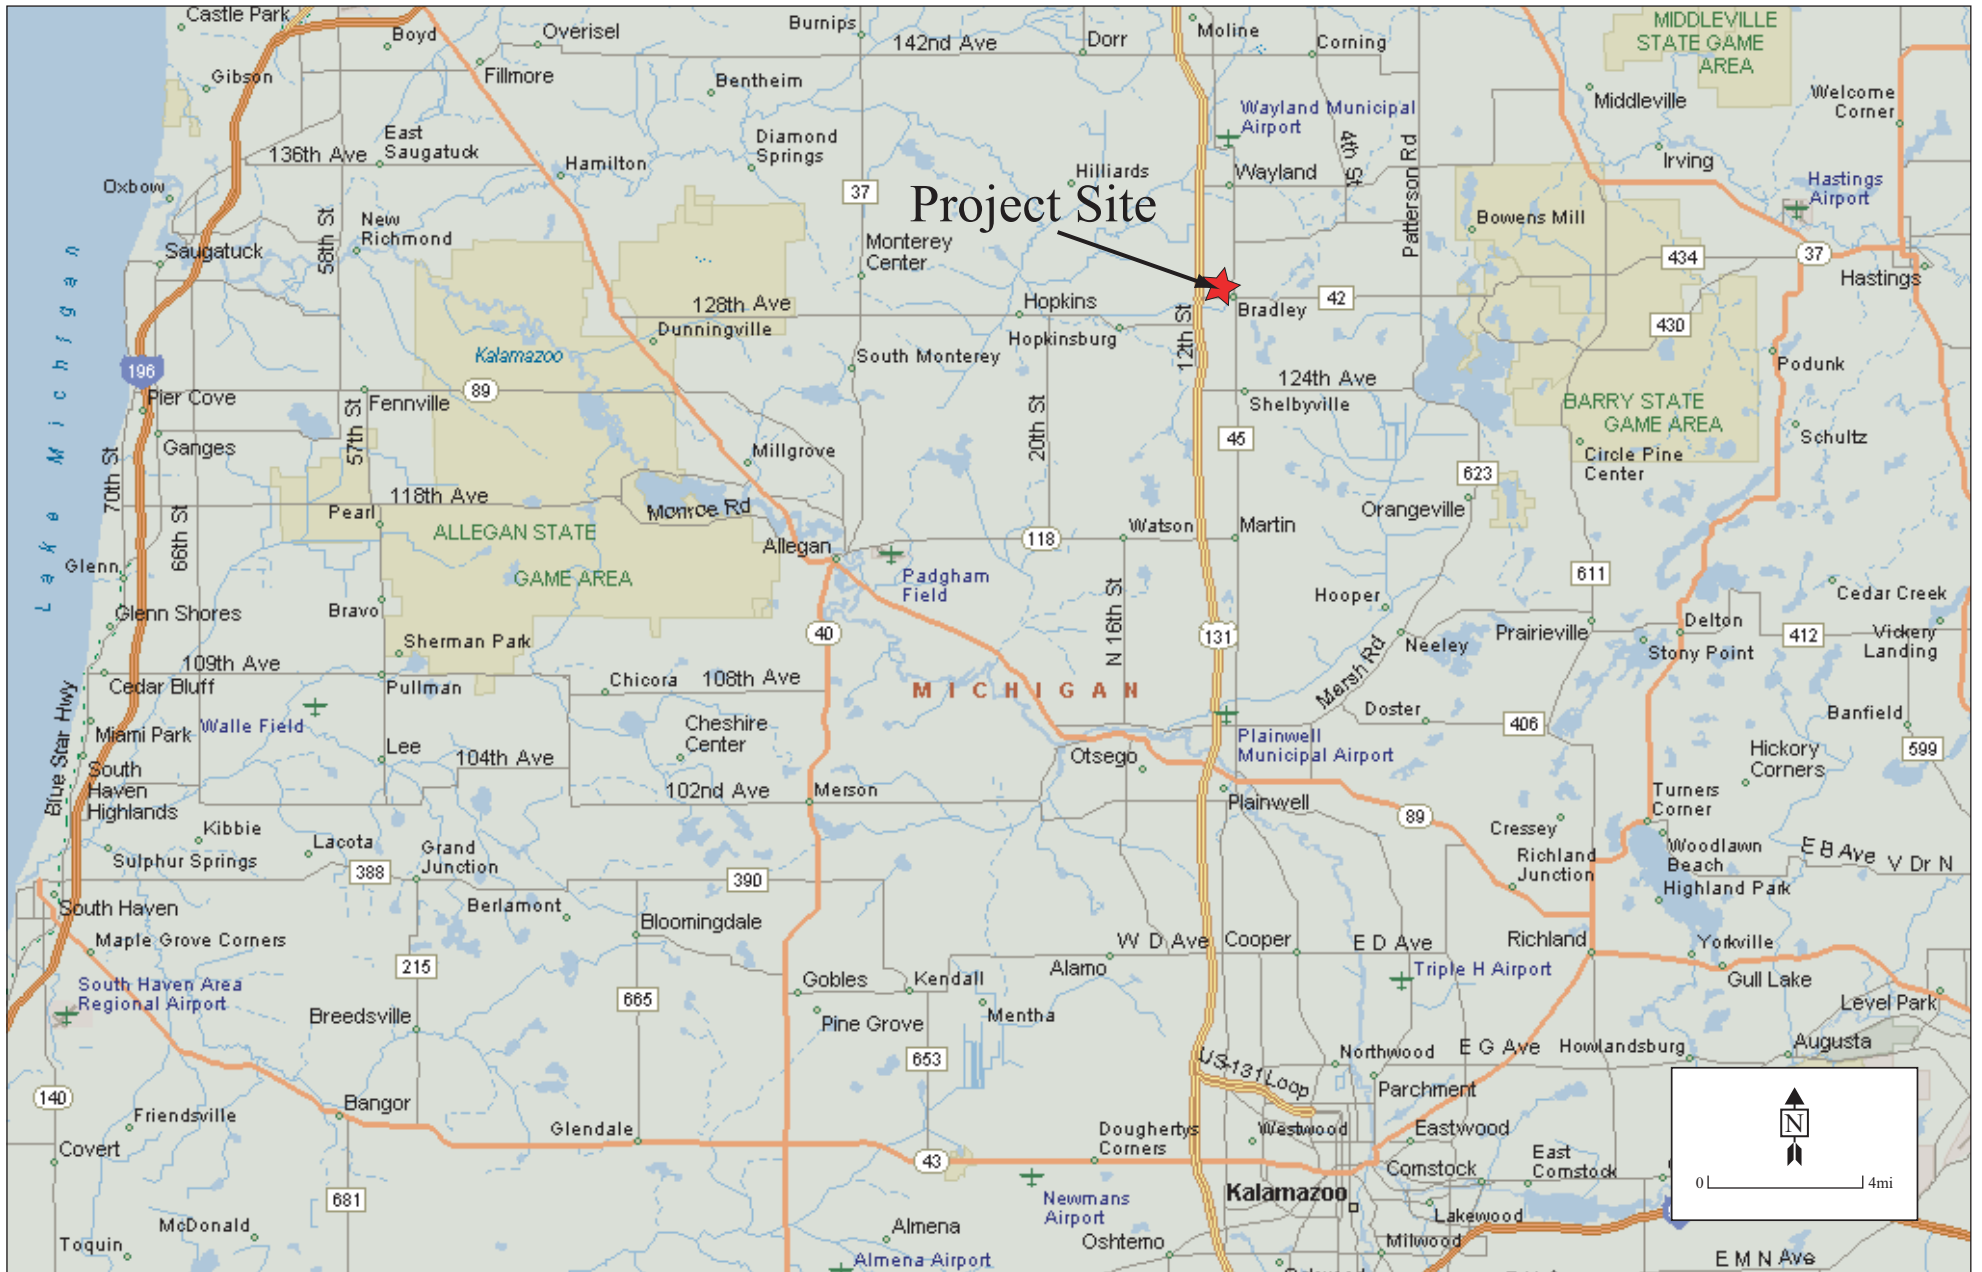 Castle Park
Boyd
Overisel
Burnips
142nd Ave
Dorr
Moline
Corning
MIDDLEVILLE
STATE GAME
AREA
Gibson
Fillmore
Bentheim
Wayland Municipal
Airport
Middleville
Welcome
Corner
East
Saugatuck
136th Ave
Hamilton
Diamond
Springs
Hilliards
Wayland
4th St
Patterson Rd
Irving
Hastings
Airport
Oxbow
37
Project Site
Bowens Mill
New
Richmond
58th St
Saugatuck
Monterey
Center
434
37
Hastings
Lake Michigan
128th Ave
Dunningville
Hopkins
Hopkinsburg
12th St
Bradley
42
430
Kalamazoo
South Monterey
196
Pier Cove
89
Fennville
124th Ave
Shelbyville
Podunk
BARRY STATE
GAME AREA
Ganges
57th St
70th St
Millgrove
20th St
45
Schultz
Circle Pine
Center
623
118th Ave
Pearl
Monroe Rd
66th St
ALLEGAN STATE
GAME AREA
Allegan
118
Watson
Martin
Orangeville
Glenn
Padgham
Field
611
Glenn Shores
Bravo
Hooper
Cedar Creek
N 16th St
Sherman Park
40
131
Neeley
Prairieville
Delton
412
Vickery
Landing
Stony Point
109th Ave
Cedar Bluff
Pullman
Chicora
108th Ave
MICHIGAN
Marsh Rd
Doster
406
Banfield
Blue Star Hwy
Miami Park
Walle Field
Lee
Cheshire
Center
104th Ave
Plainwell
Municipal Airport
Otsego
Hickory
Corners
599
South
Haven
Highlands
102nd Ave
Merson
Plainwell
89
Turners
Corner
Kibbie
Sulphur Springs
Lacota
388
Grand
Junction
390
Cressey
Richland
Junction
Woodlawn
Beach
E B Ave
V Dr N
Highland Park
South Haven
Berlamont
Bloomingdale
Maple Grove Corners
W D Ave
Cooper
E D Ave
Richland
Yorkville
Alamo
215
South Haven Area
Regional Airport
665
Gobles
Kendall
Triple H Airport
Gull Lake
Breedsville
Pine Grove
Mentha
Level Park
653
US-131 Loop
Northwood
E G Ave
Howlandsburg
Augusta
140
Friendsville
Bangor
Parchment
Glendale
Doughertys
Corners
Westwood
Eastwood
N
Covert
43
Comstock
East
Comstock
0
4mi
681
Newmans
Airport
Kalamazoo
Lakewood
McDonald
Toquin
Almena
Oshtemo
Milwood
Almena Airport
E M N Ave